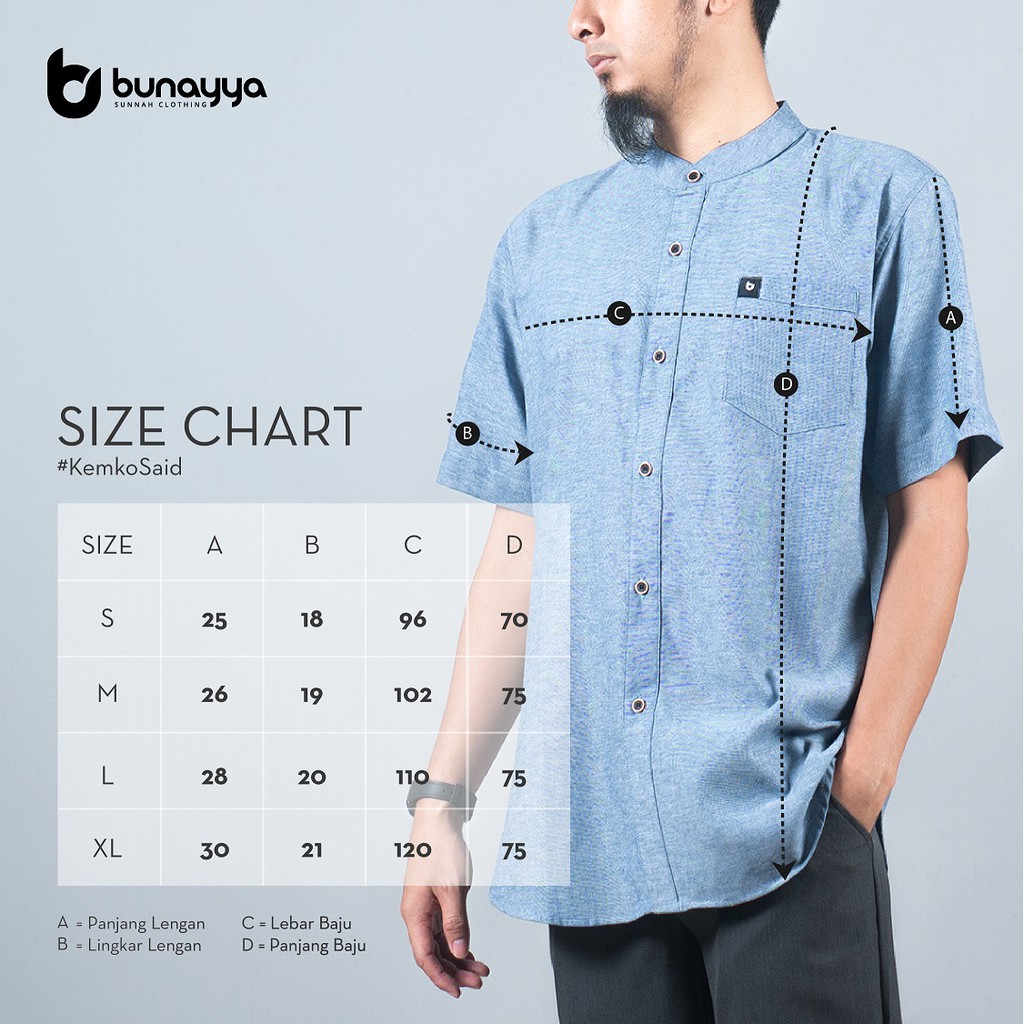 bunayya
SUNNAH CLOTHING
SIZE CHART
#KemkoSaid
SIZE A B C D
S 25 18 96 70
M 26 19 102 75
L 28 20 110 75
XL 30 21 120 75
A = Panjang Lengan C = Lebar Baju
B = Lingkar Lengan D = Panjang Baju
A
C
D
B